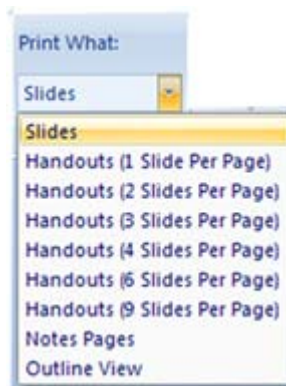 Print What:
Slides
Slides
Handouts (1 Slide Per Page)
Handouts (2 Slides Per Page)
Handouts (3 Slides Per Page)
Handouts (4 Slides Per Page)
Handouts (6 Slides Per Page)
Handouts (9 Slides Per Page)
Notes Pages
Outline View